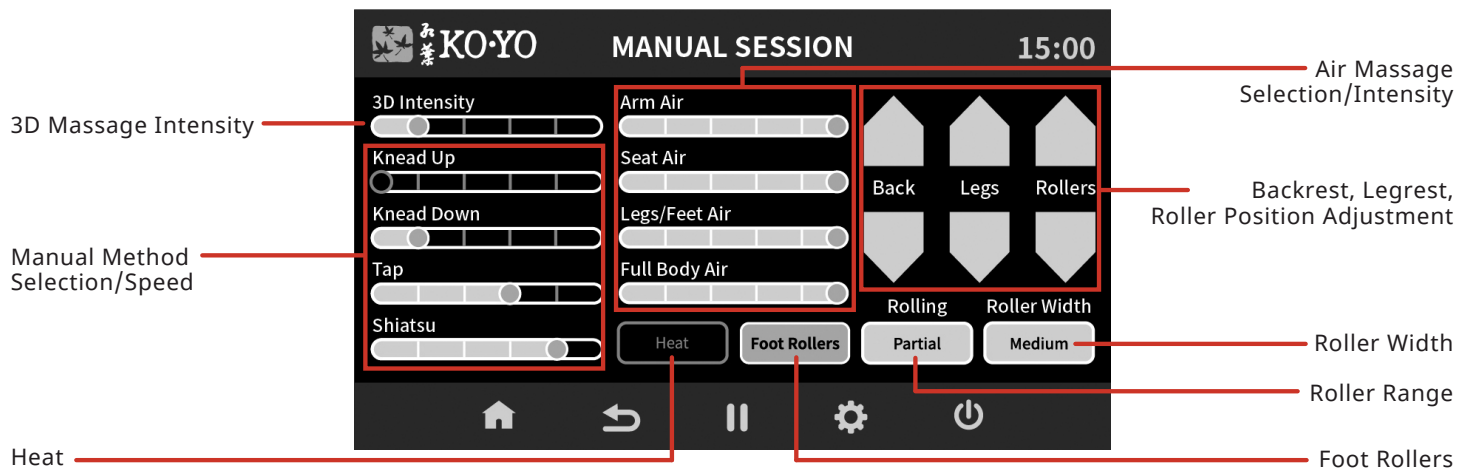 KO·YO
MANUAL SESSION
15:00
Air Massage
Selection/Intensity
3D Massage Intensity
3D Intensity
Knead Up
Knead Down
Tap
Shiatsu
Manual Method
Selection/Speed
Arm Air
Seat Air
Legs/Feet Air
Full Body Air
Back
Legs
Rollers
Backrest, Legrest,
Roller Position Adjustment
Rolling
Roller Width
Heat
Foot Rollers
Partial
Medium
Roller Width
Roller Range
Heat
Foot Rollers